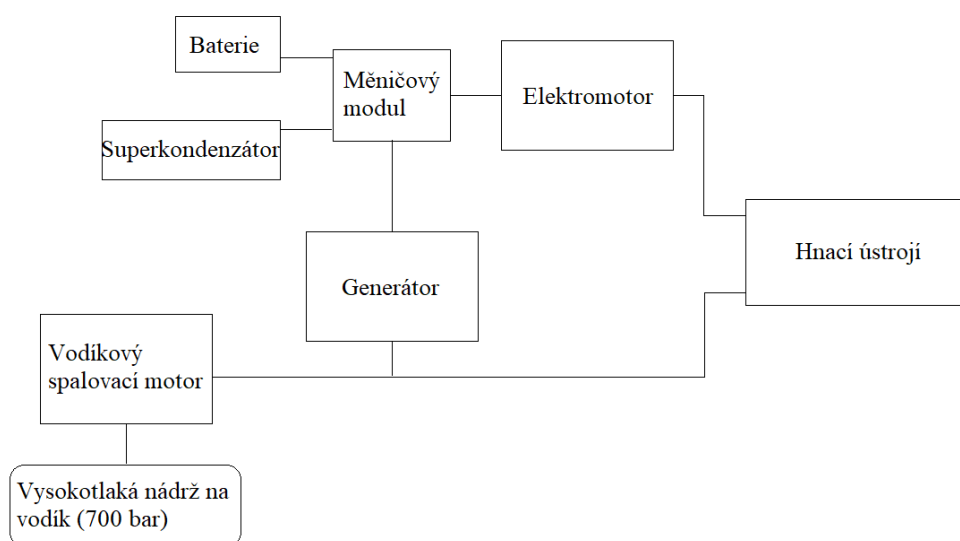 Baterie
Měničový
modul
Elektromotor
Superkondenzátor
Hnací ústrojí
Generátor
Vodíkový
spalovací motor
Vysokotlaká nádrž na
vodík (700 bar)